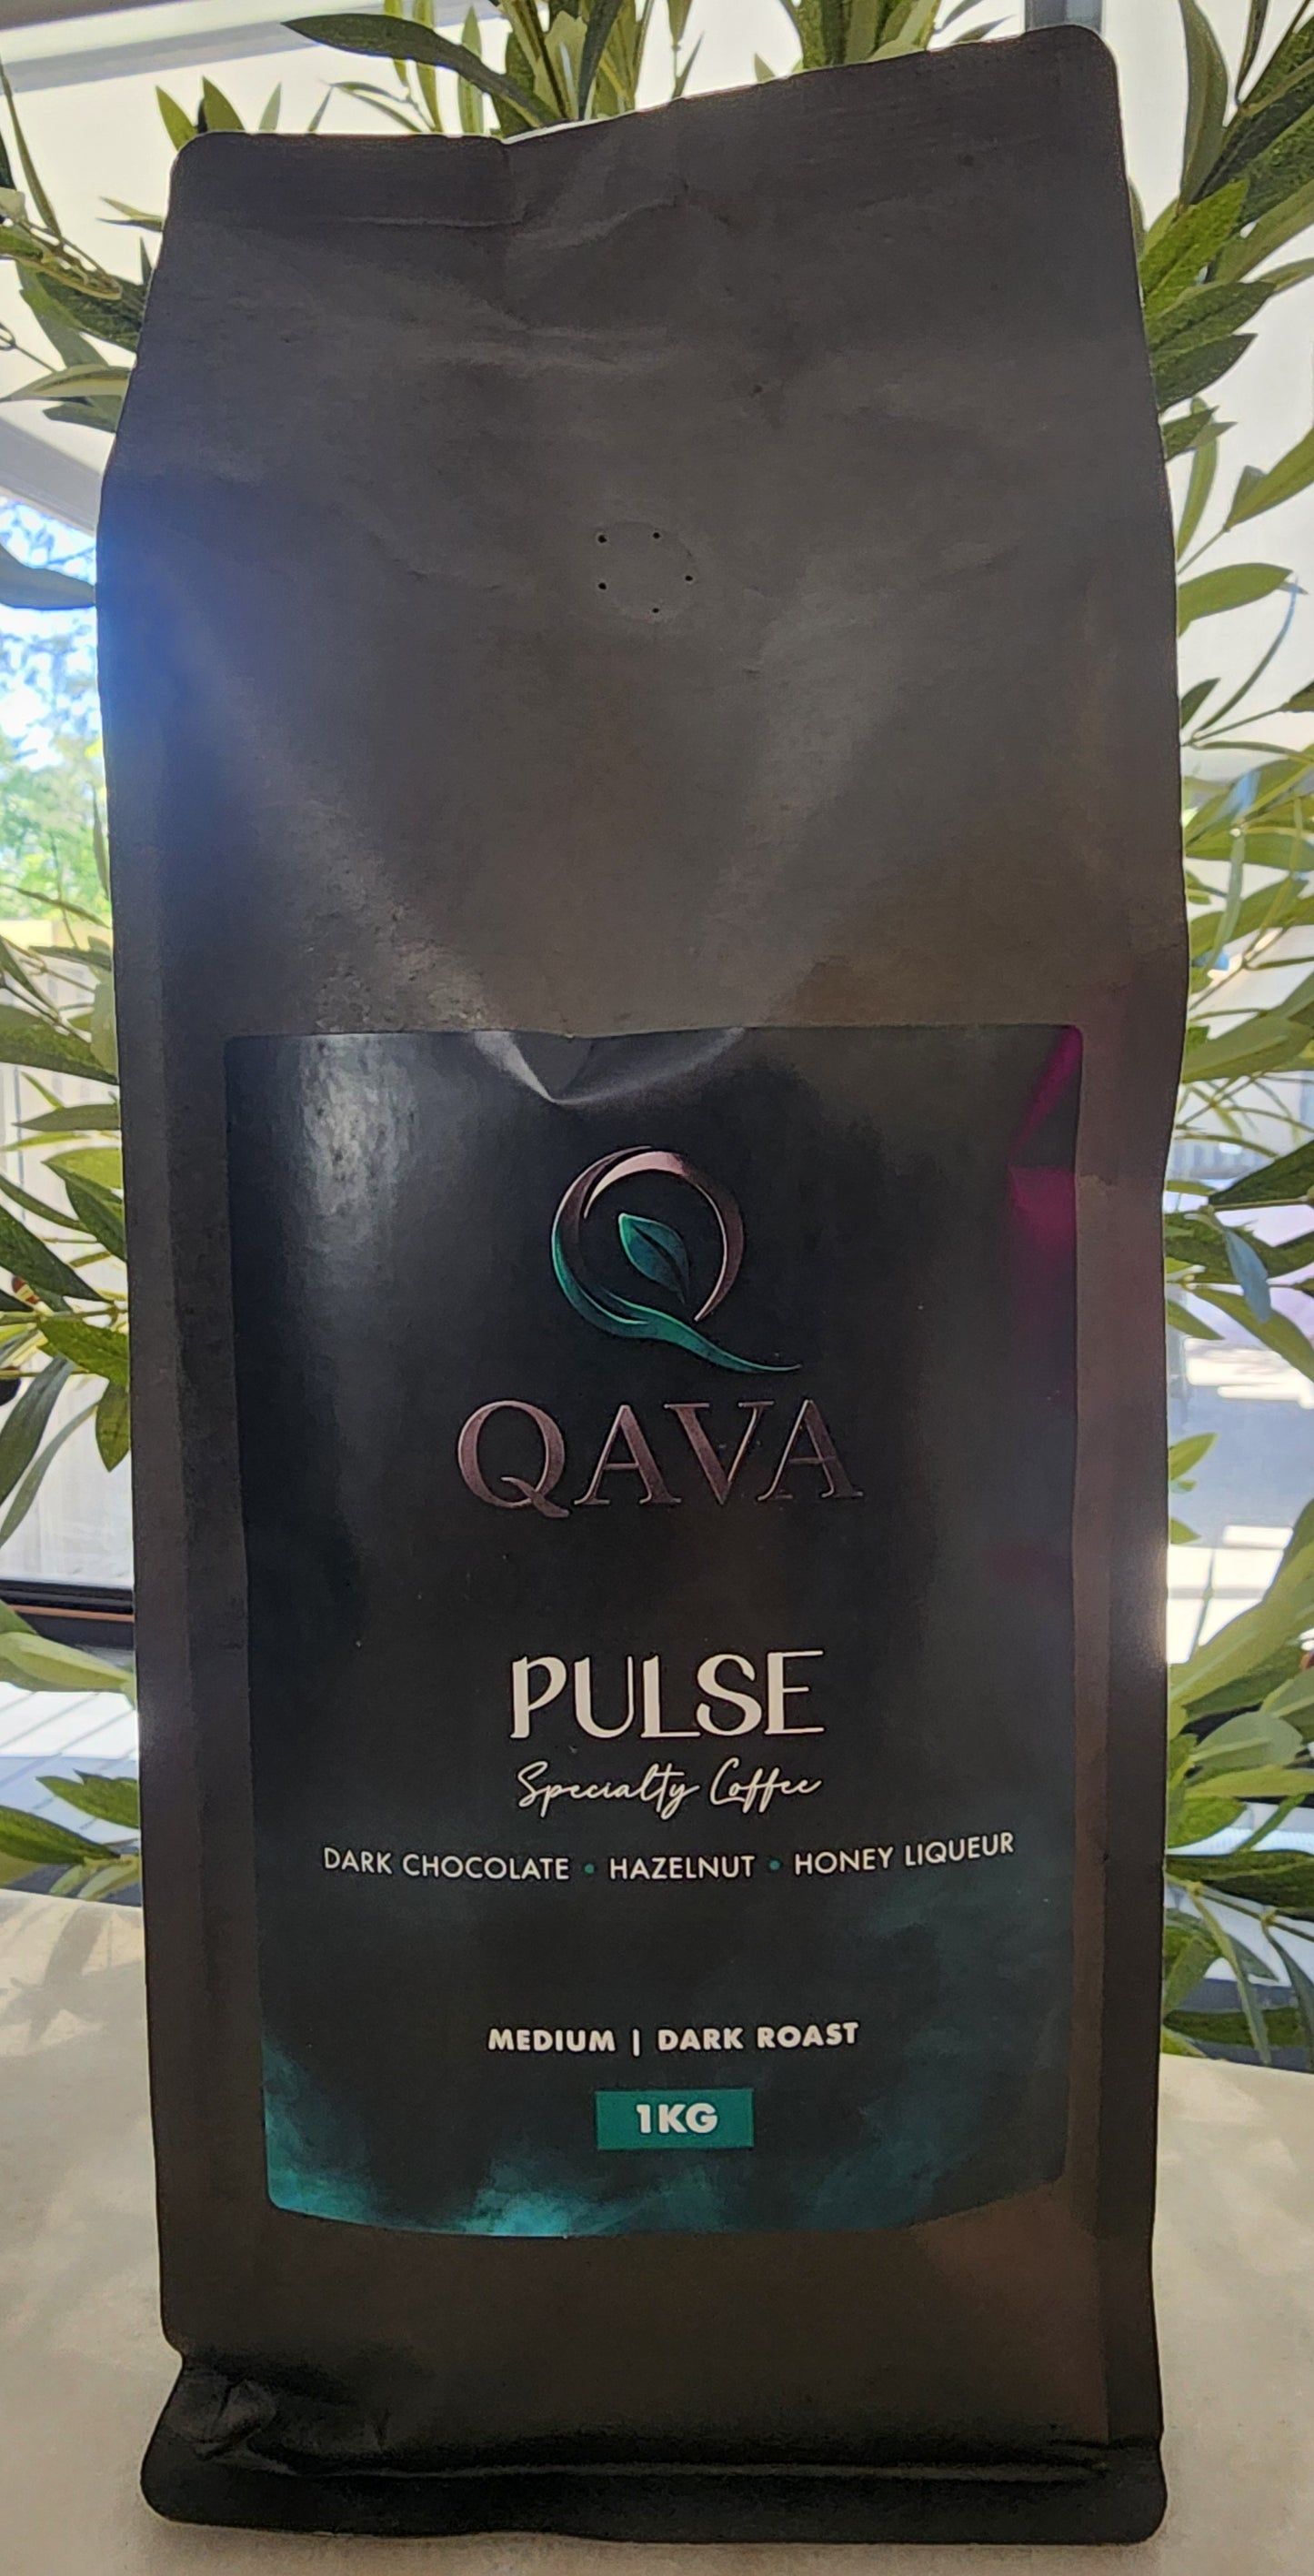 QAVA
PULSE
Specialty Coffee
DARK CHOCOLATE • HAZELNUT • HONEY LIQUEUR
MEDIUM | DARK ROAST
1KG